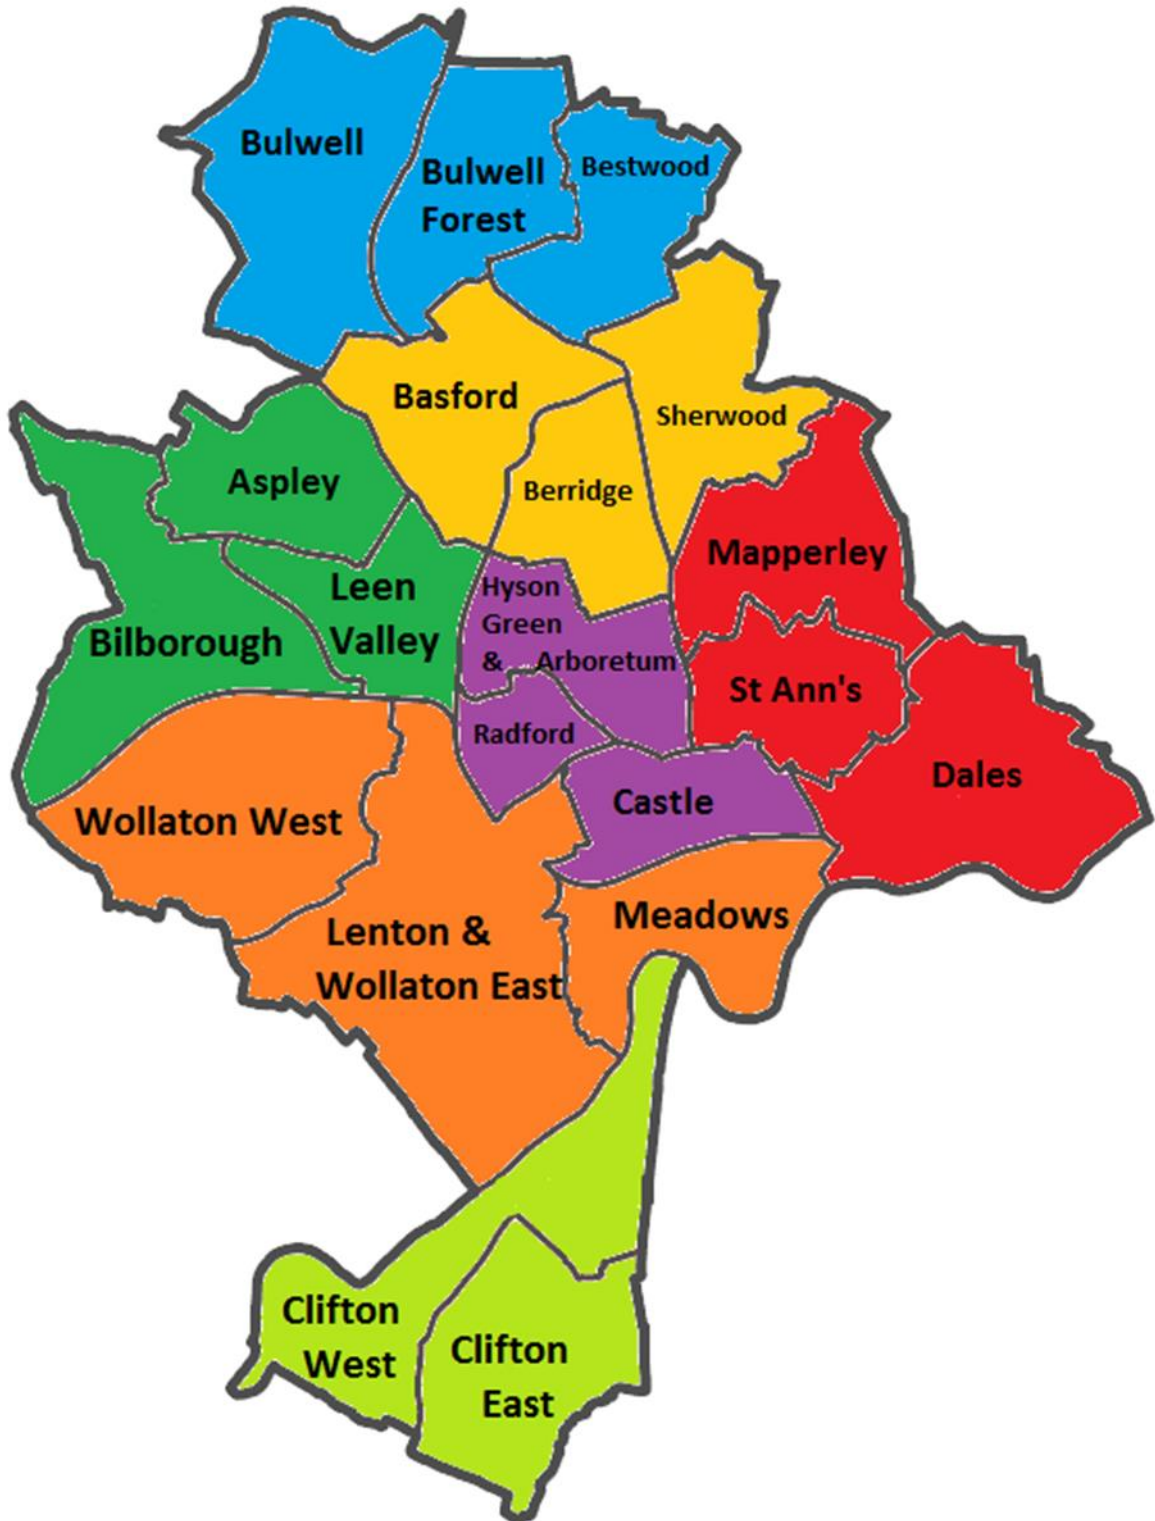 Bulwell
Bulwell
Forest
Bestwood
Basford
Sherwood
Berridge
Aspley
Mapperley
Leen
Valley
Bilborough
Hyson
Green
& Arboretum
St Ann's
Radford
Dales
Castle
Wollaton West
Meadows
Lenton &
Wollaton East
Clifton
West
Clifton
East